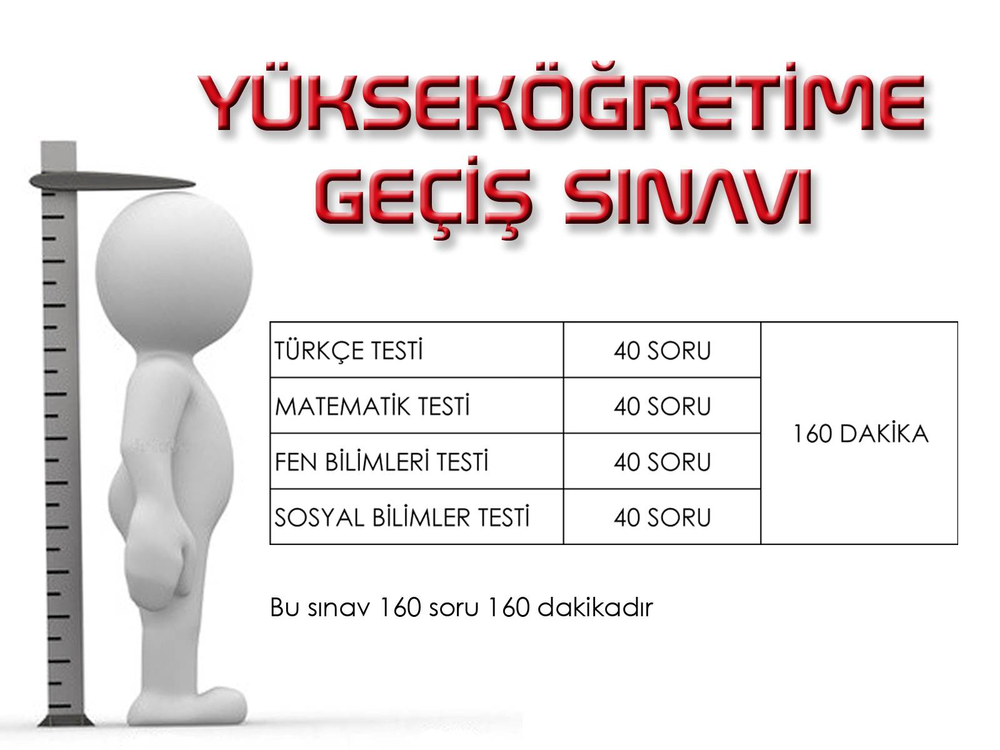 YÜKSEKÖĞRETİME
GEÇİŞ SINAVI
TÜRKÇE TESTİ 40 SORU
MATEMATİK TESTİ 40 SORU
160 DAKİKA
FEN BİLİMLERİ TESTİ 40 SORU
SOSYAL BİLİMLER TESTİ 40 SORU
Bu sınav 160 soru 160 dakikadır